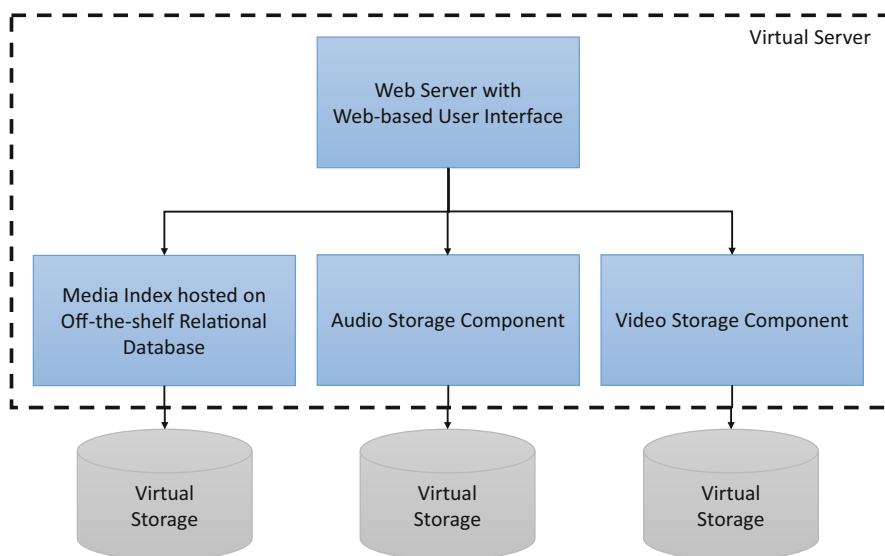 Virtual Server
Web Server with
Web-based User Interface
Media Index hosted on
Off-the-shelf Relational
Database
Audio Storage Component
Video Storage Component
Virtual
Storage
Virtual
Storage
Virtual
Storage